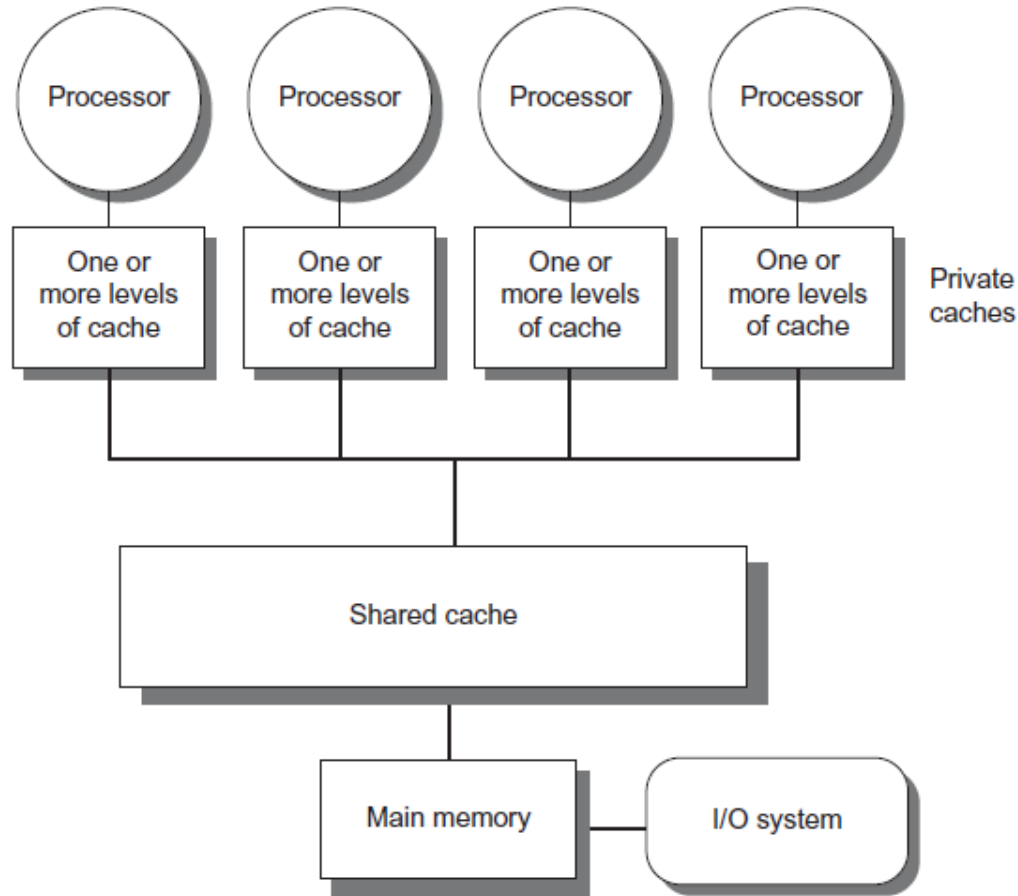 Processor
Processor
Processor
Processor
One or
more levels
of cache
One or
more levels
of cache
One or
more levels
of cache
One or
more levels
of cache
Private
caches
Shared cache
Main memory
I/O system